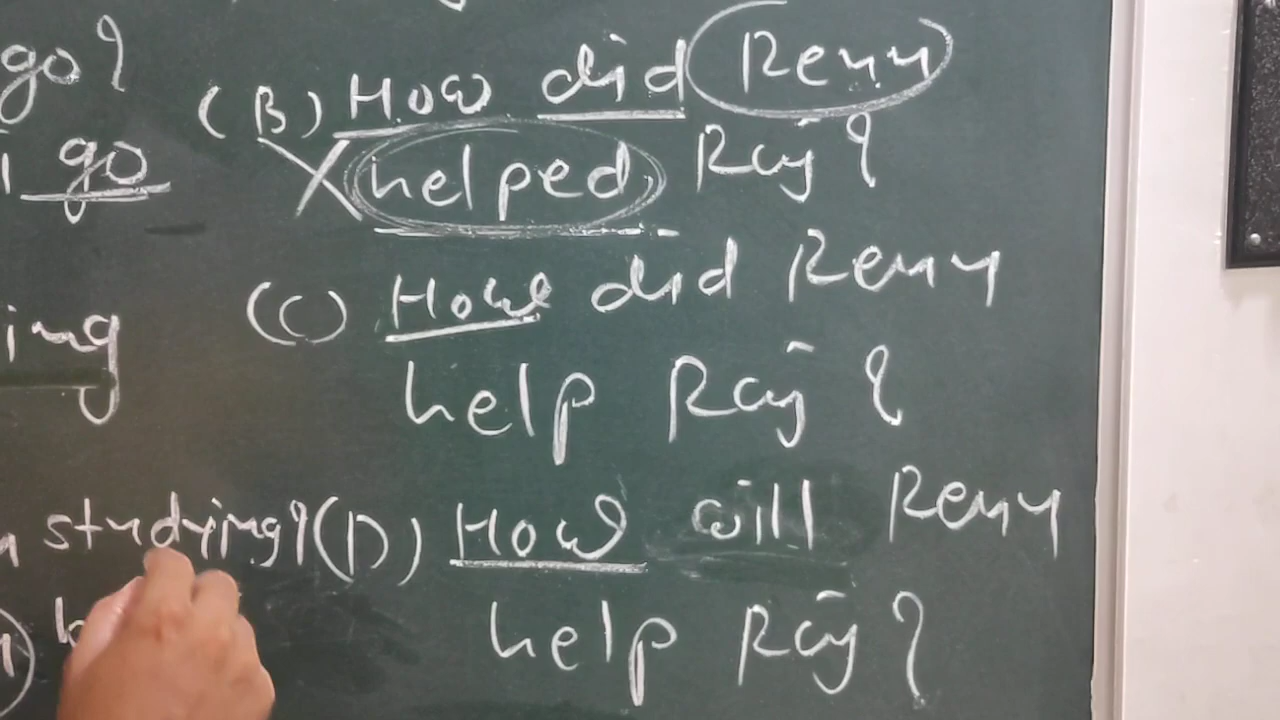 go?
(B) How did Renu
go
X helped Raj?
(C) How did Renu
ing
help Raj?
studying? (D) How will Renu
help Raj?